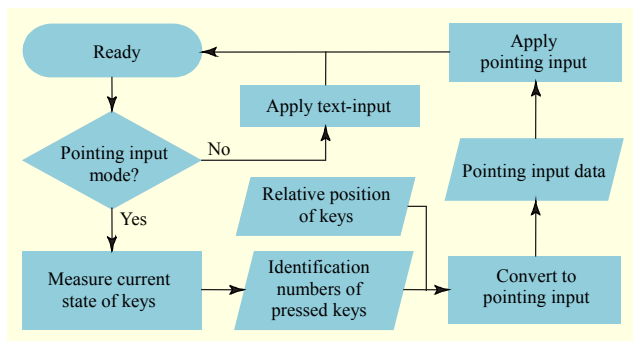 Ready
Pointing input
mode?
No
Apply text-input
Yes
Measure current
state of keys
Relative position
of keys
Identification
numbers of
pressed keys
Convert to
pointing input
Pointing input data
Apply
pointing input